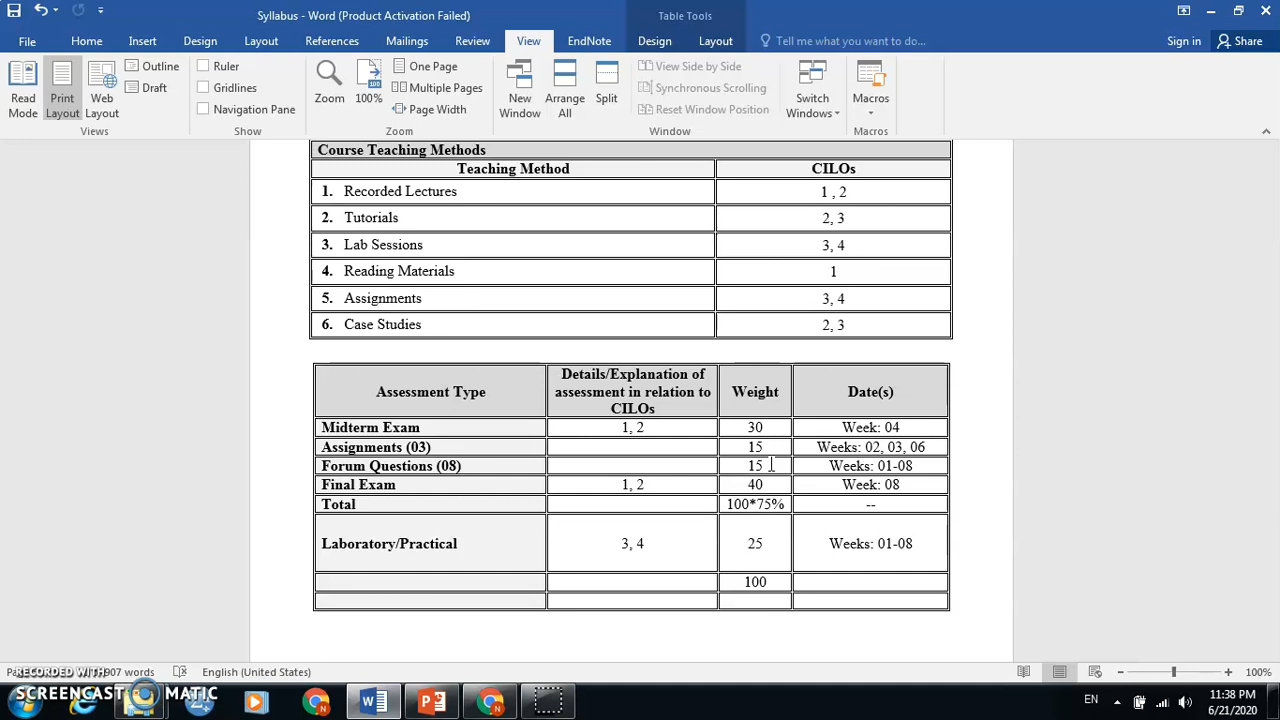 Syllabus - Word (Product Activation Failed)
Table Tools
File Home Insert Design Layout References Mailings Review View EndNote Design Layout Tell me what you want to do... Sign in Share
Read Mode
Print Layout
Web Layout
Outline
Draft
Views
Ruler
Gridlines
Navigation Pane
Show
Zoom
100%
One Page
Multiple Pages
Page Width
Zoom
New Window
Arrange All
Split
View Side by Side
Synchronous Scrolling
Reset Window Position
Window
Switch Windows
Macros
Macros
Course Teaching Methods
Teaching Method CILOs
1. Recorded Lectures 1 , 2
2. Tutorials 2, 3
3. Lab Sessions 3, 4
4. Reading Materials 1
5. Assignments 3, 4
6. Case Studies 2, 3
Assessment Type Details/Explanation of assessment in relation to CILOs Weight Date(s)
Midterm Exam 1, 2 30 Week: 04
Assignments (03) 15 Weeks: 02, 03, 06
Forum Questions (08) 15 Weeks: 01-08
Final Exam 1, 2 40 Week: 08
Total 100*75% --
Laboratory/Practical 3, 4 25 Weeks: 01-08
100
907 words English (United States) 100%
RECORDED WITH
SCREENCAST MATIC
EN
11:38 PM
6/21/2020